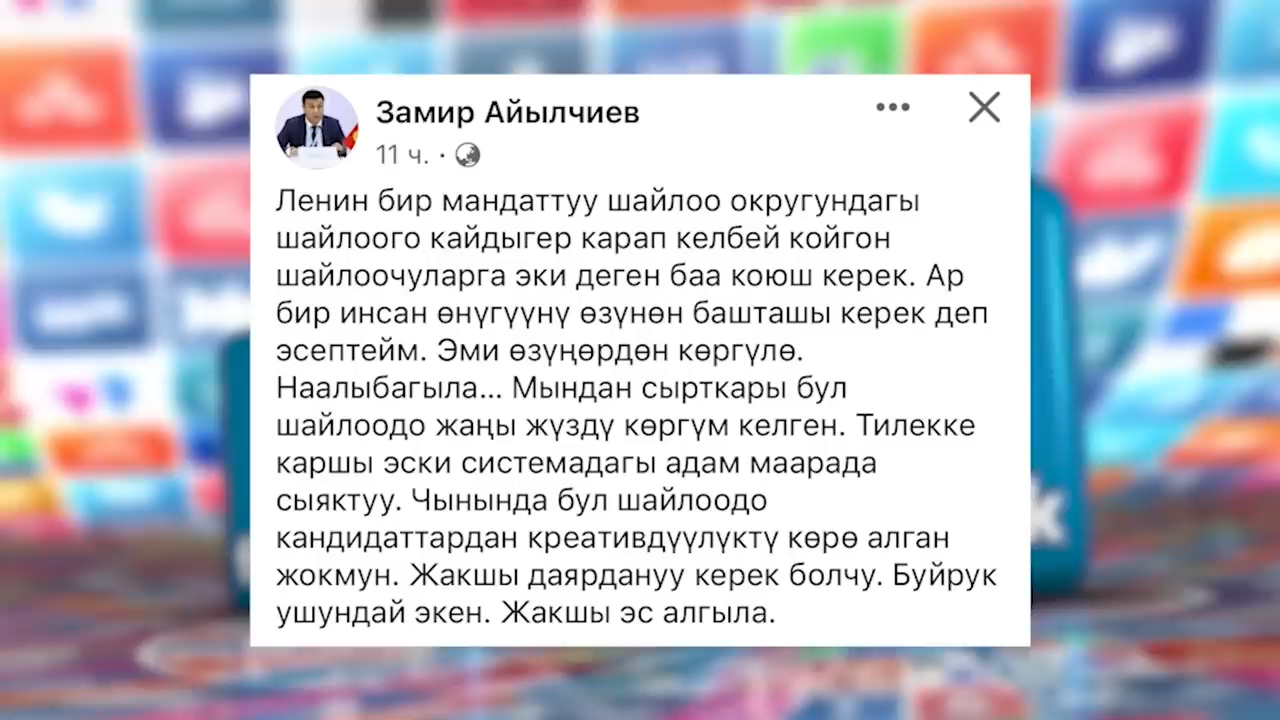 Замир Айылчиев
11 ч. ·
Ленин бир мандаттуу шайлоо округундагы
шайлоого кайдыгер карап келбей койгон
шайлоочуларга эки деген баа коюш керек. Ар
бир инсан өнүгүүнү өзүнөн башташы керек деп
эсептейм. Эми өзүңөрдөн көргүлө.
Наалыбагыла... Мындан сырткары бул
шайлоодо жаңы жүздү көргүм келген. Тилекке
каршы эски системадагы адам маарада
сыяктуу. Чынында бул шайлоодо
кандидаттардан креативдүүлүктү көрө алган
жокмун. Жакшы даярдануу керек болчу. Буйрук
ушундай экен. Жакшы эс алгыла.